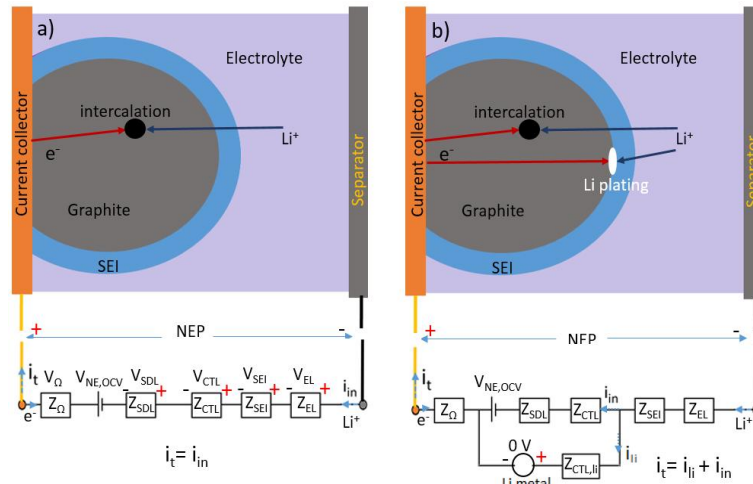 a)
Electrolyte
intercalation
Li⁺
e⁻
Graphite
SEI
Current collector
Separator
+
NEP
-
i_t
V_Ω
V_NE,OCV
V_SDL
V_CTL
V_SEI
V_EL
i_in
- + - + - + - +
e⁻
Z_Ω
Z_SDL
Z_CTL
Z_SEI
Z_EL
Li⁺
i_t= i_in
b)
Electrolyte
intercalation
Li⁺
e⁻
Li plating
Graphite
SEI
Current collector
Separator
+
NEP
-
i_t
V_NE,OCV
i_in
e⁻
Z_Ω
Z_SDL
Z_CTL
Z_SEI
Z_EL
Li⁺
0 V
- +
Z_CTL,li
i_li
Li metal
i_t= i_li + i_in